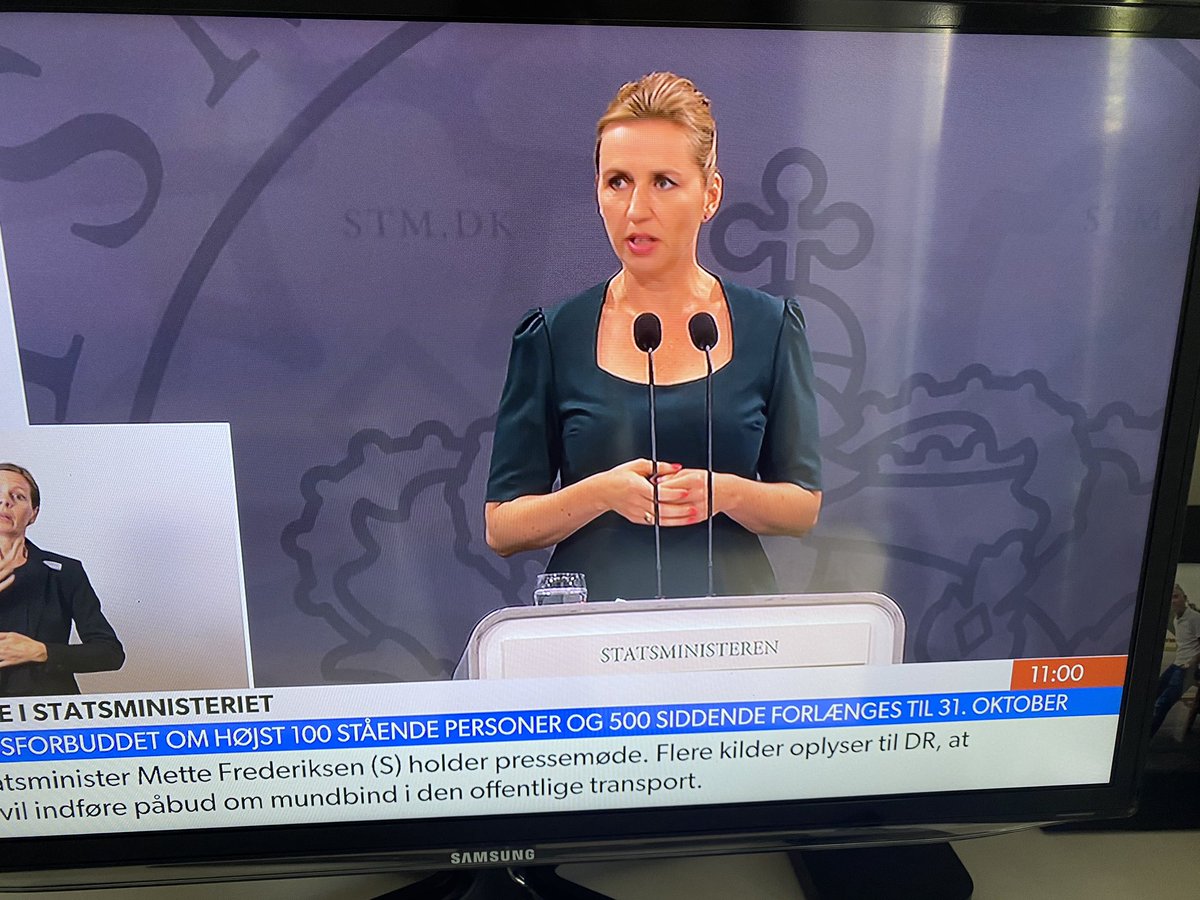 STM.DK
STATSMINISTEREN
11:00
E I STATSMINISTERIET
SFORBUDDET OM HØJST 100 STÅENDE PERSONER OG 500 SIDDENDE FORLÆNGES TIL 31. OKTOBER
atsminister Mette Frederiksen (S) holder pressemøde. Flere kilder oplyser til DR, at
vil indføre påbud om mundbind i den offentlige transport.
SAMSUNG